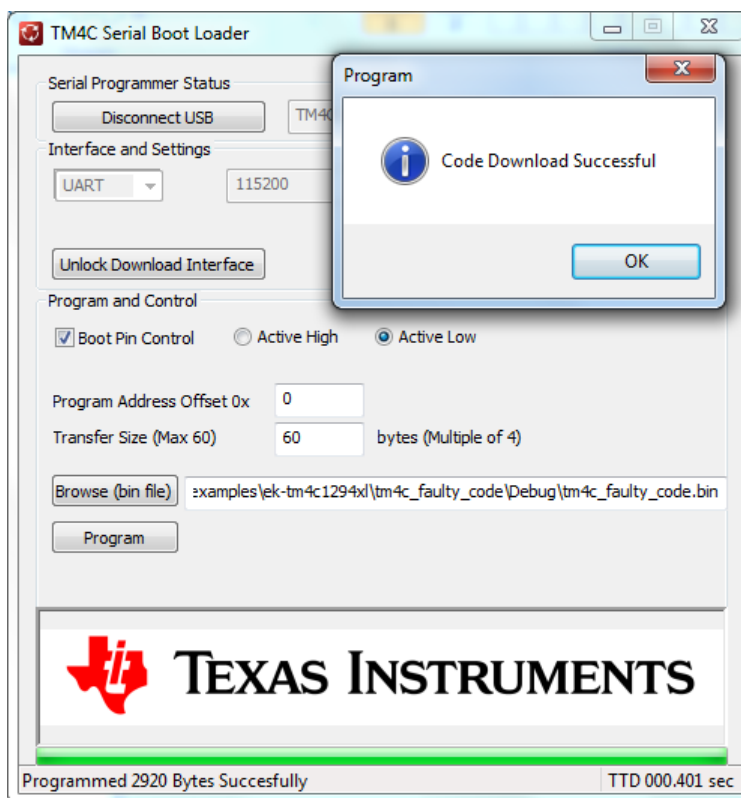 TM4C Serial Boot Loader
Program
Serial Programmer Status
Disconnect USB
Code Download Successful
Interface and Settings
UART 115200
OK
Unlock Download Interface
Program and Control
Boot Pin Control Active High Active Low
Program Address Offset 0x 0
Transfer Size (Max 60) 60 bytes (Multiple of 4)
Browse (bin file) examples\ek-tm4c1294xl\tm4c_faulty_code\Debug\tm4c_faulty_code.bin
Program
TEXAS INSTRUMENTS
Programmed 2920 Bytes Succesfully TTD 000.401 sec